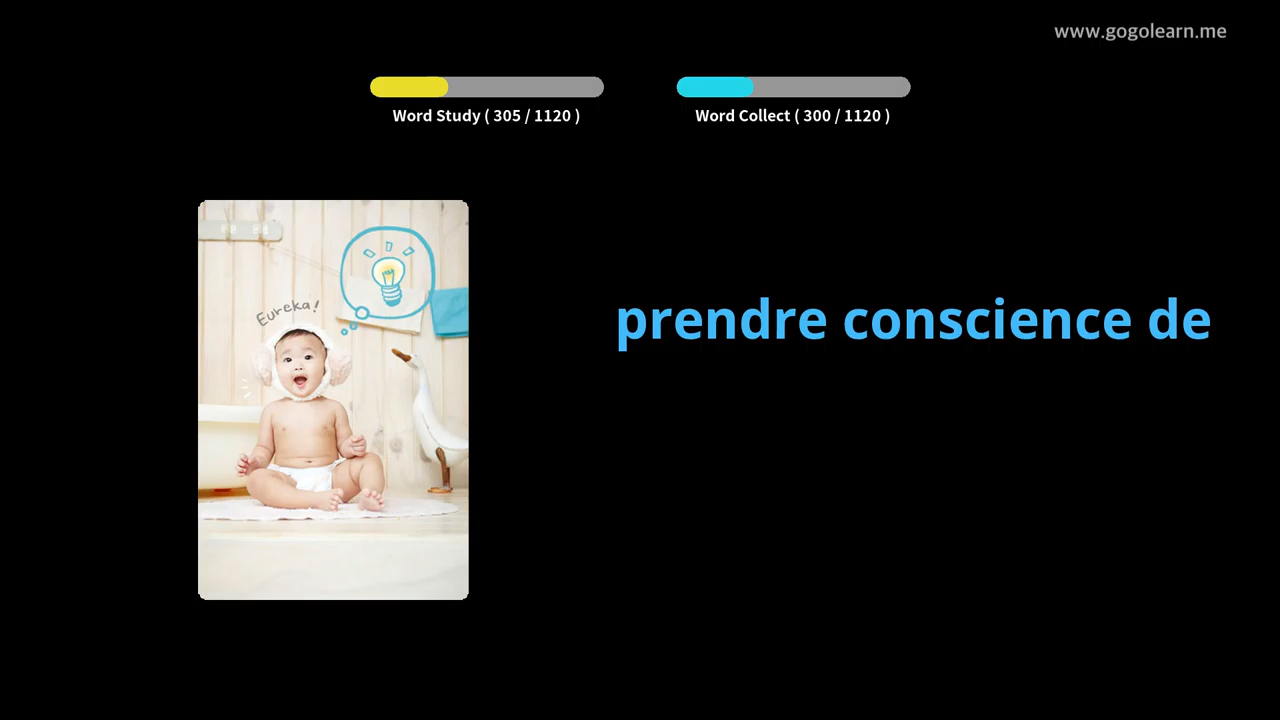 www.gogolearn.me
Word Study ( 305 / 1120 )
Word Collect ( 300 / 1120 )
Eureka!
prendre conscience de